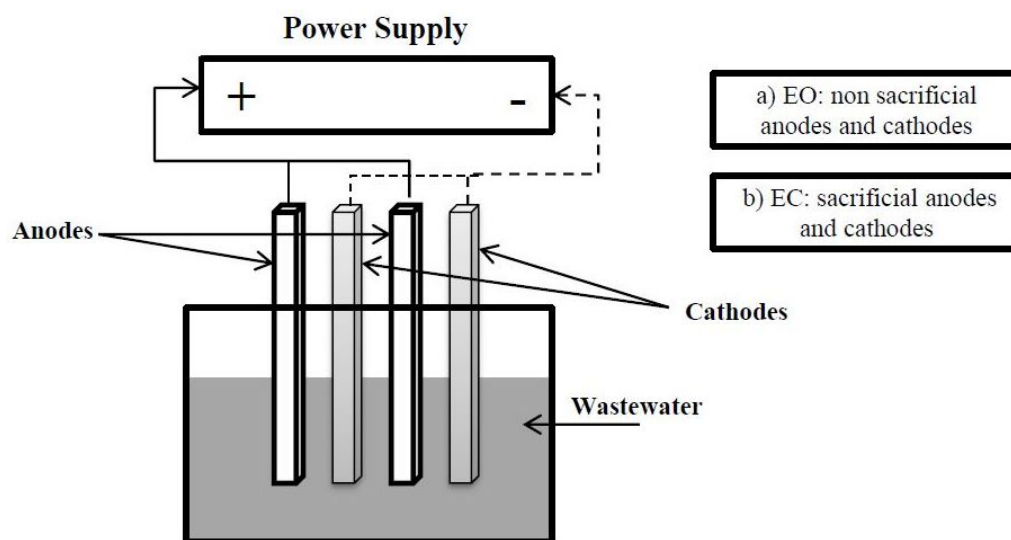 Power Supply
+ -
a) EO: non sacrificial
anodes and cathodes
b) EC: sacrificial anodes
and cathodes
Anodes
Cathodes
Wastewater